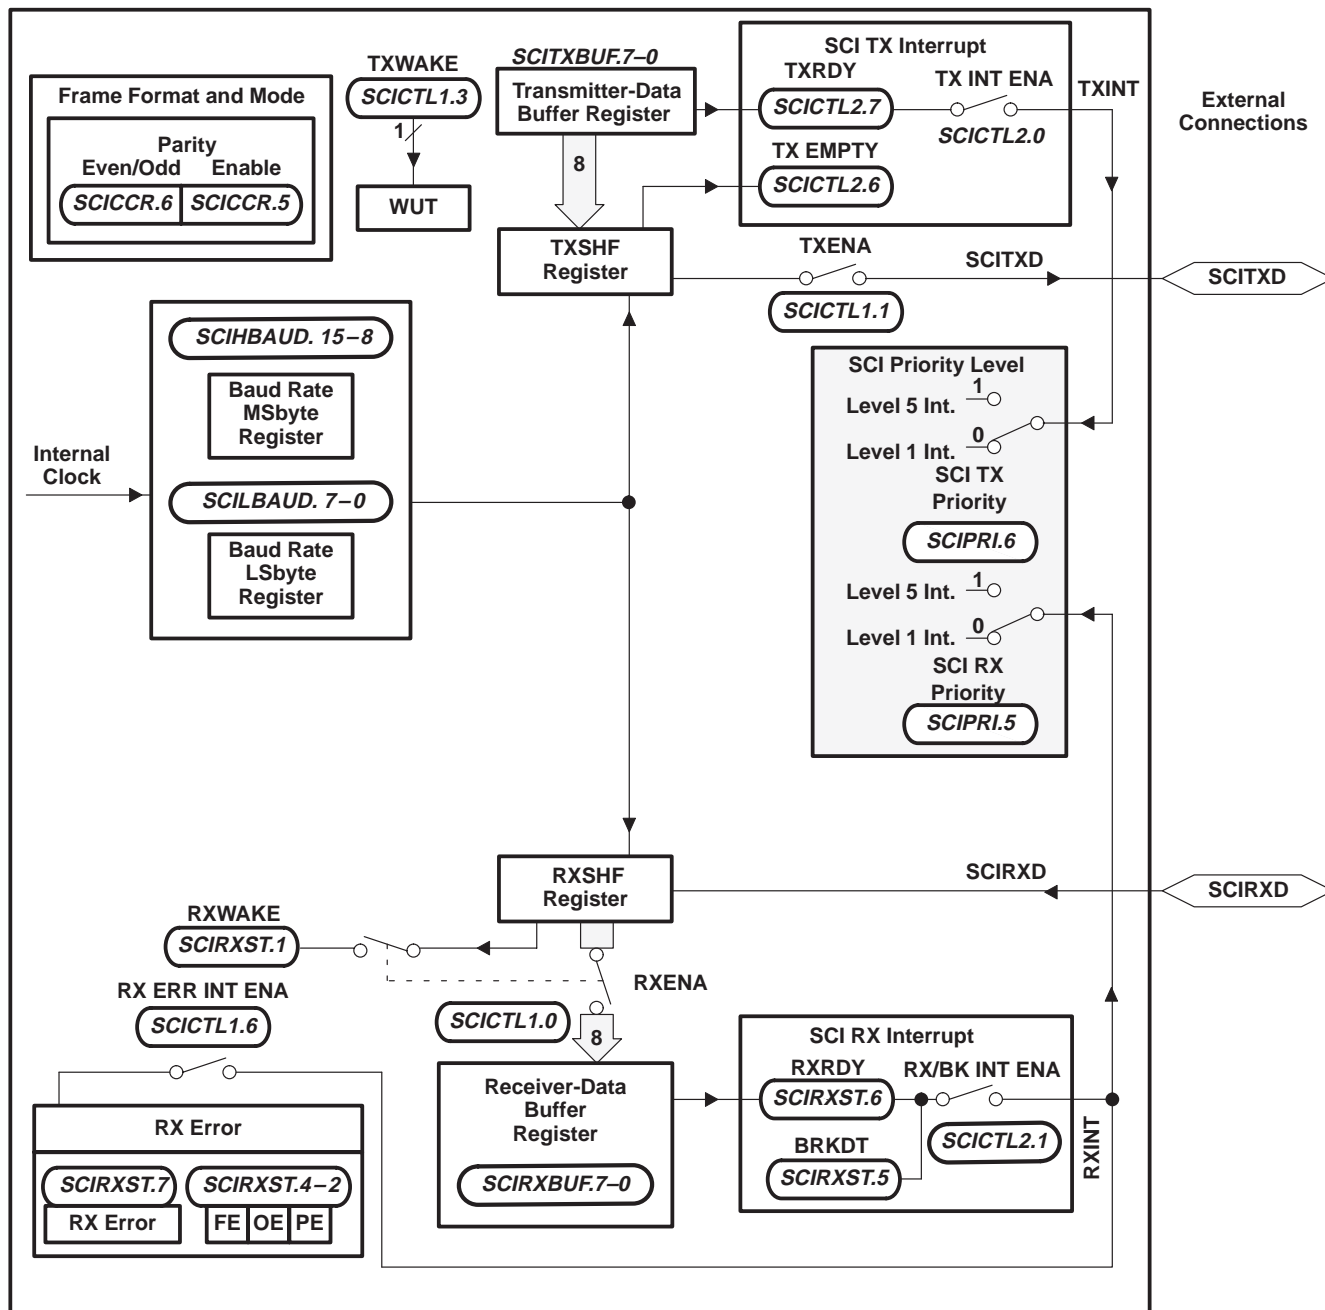 Frame Format and Mode
Parity
Even/Odd Enable
SCICCR.6 SCICCR.5
TXWAKE
SCICTL1.3
1
WUT
SCITXBUF.7–0
Transmitter-Data
Buffer Register
8
TXSHF
Register
SCI TX Interrupt
TXRDY
SCICTL2.7
TX INT ENA
SCICTL2.0
TX EMPTY
SCICTL2.6
TXINT
External
Connections
TXENA
SCICTL1.1
SCITXD
SCITXD
SCIHBAUD. 15–8
Baud Rate
MSbyte
Register
Internal
Clock
SCILBAUD. 7–0
Baud Rate
LSbyte
Register
SCI Priority Level
1
Level 5 Int.
0
Level 1 Int.
SCI TX
Priority
SCIPRI.6
1
Level 5 Int.
0
Level 1 Int.
SCI RX
Priority
SCIPRI.5
RXSHF
Register
SCIRXD
SCIRXD
RXWAKE
SCIRXST.1
RXENA
RX ERR INT ENA
SCICTL1.6
SCICTL1.0
8
Receiver-Data
Buffer
Register
SCIRXBUF.7–0
SCI RX Interrupt
RXRDY
SCIRXST.6
RX/BK INT ENA
SCICTL2.1
BRKDT
SCIRXST.5
RXINT
RX Error
SCIRXST.7 SCIRXST.4–2
RX Error FE OE PE